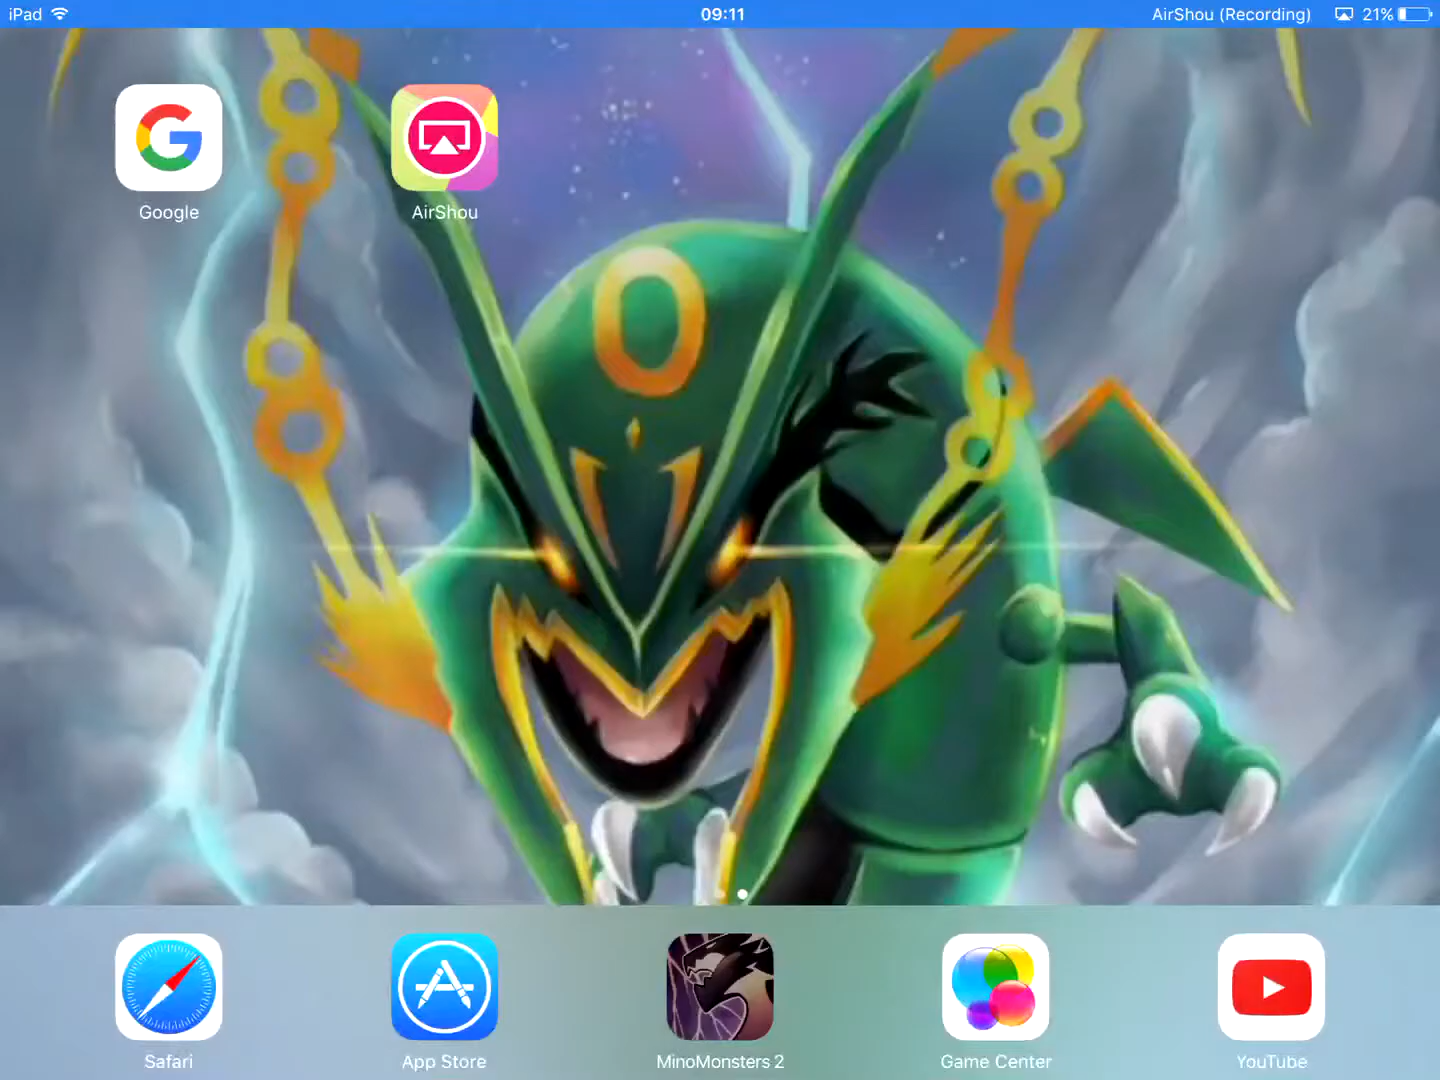 iPad 09:11 AirShou (Recording) 21%
Google AirShou
Safari App Store MinoMonsters 2 Game Center YouTube